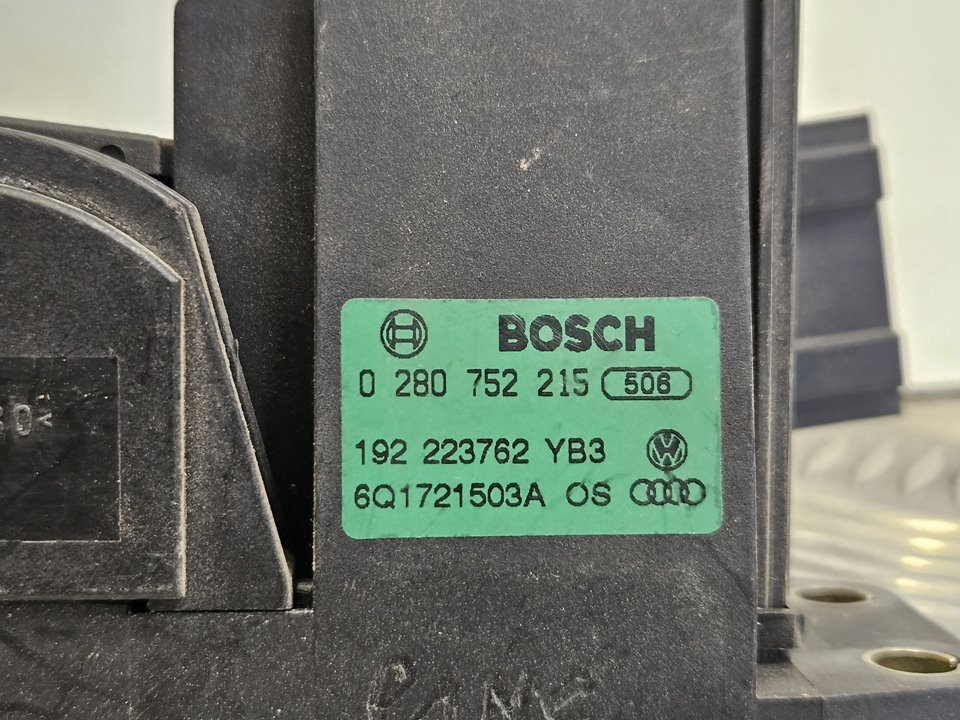 BOSCH
0 280 752 215 506
192 223762 YB3
6Q1721503A OS